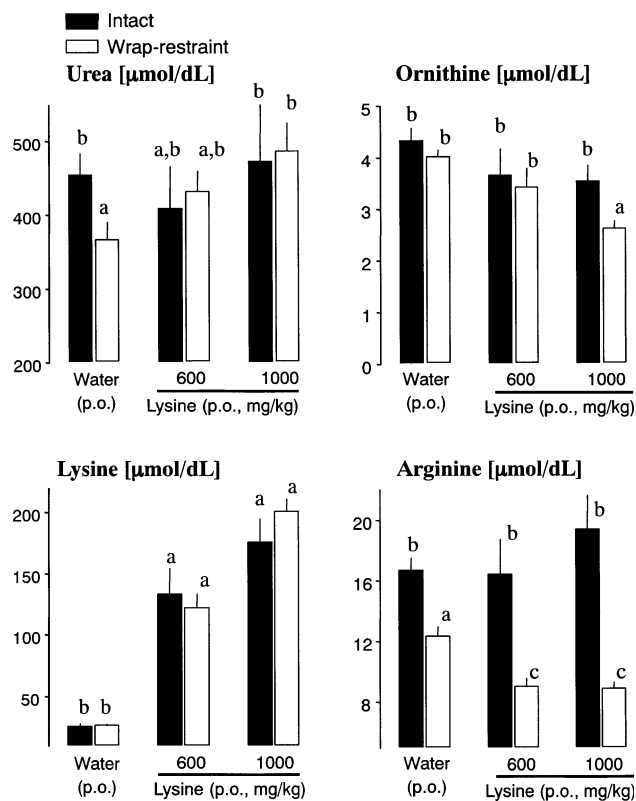 Intact
Wrap-restraint
Urea [μmol/dL]
500
400
300
200
b
a
a,b
a,b
b
b
Water
(p.o.)
600
1000
Lysine (p.o., mg/kg)
Ornithine [μmol/dL]
5
4
3
2
1
0
b
b
b
b
b
a
Water
(p.o.)
600
1000
Lysine (p.o., mg/kg)
Lysine [μmol/dL]
200
150
100
50
b
b
a
a
a
a
Water
(p.o.)
600
1000
Lysine (p.o., mg/kg)
Arginine [μmol/dL]
20
16
12
8
b
a
b
c
b
c
Water
(p.o.)
600
1000
Lysine (p.o., mg/kg)